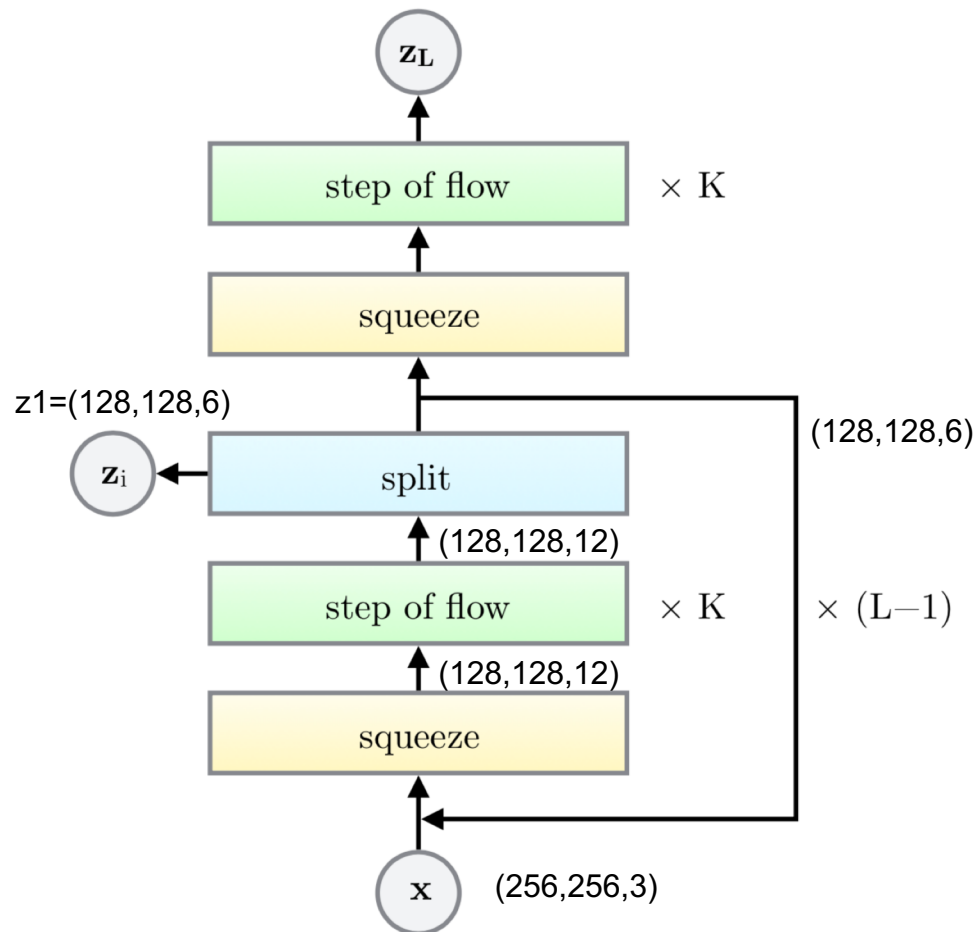 z_L
step of flow × K
squeeze
z1=(128,128,6)
(128,128,6)
z_i
split
(128,128,12)
step of flow × K
× (L−1)
(128,128,12)
squeeze
x
(256,256,3)